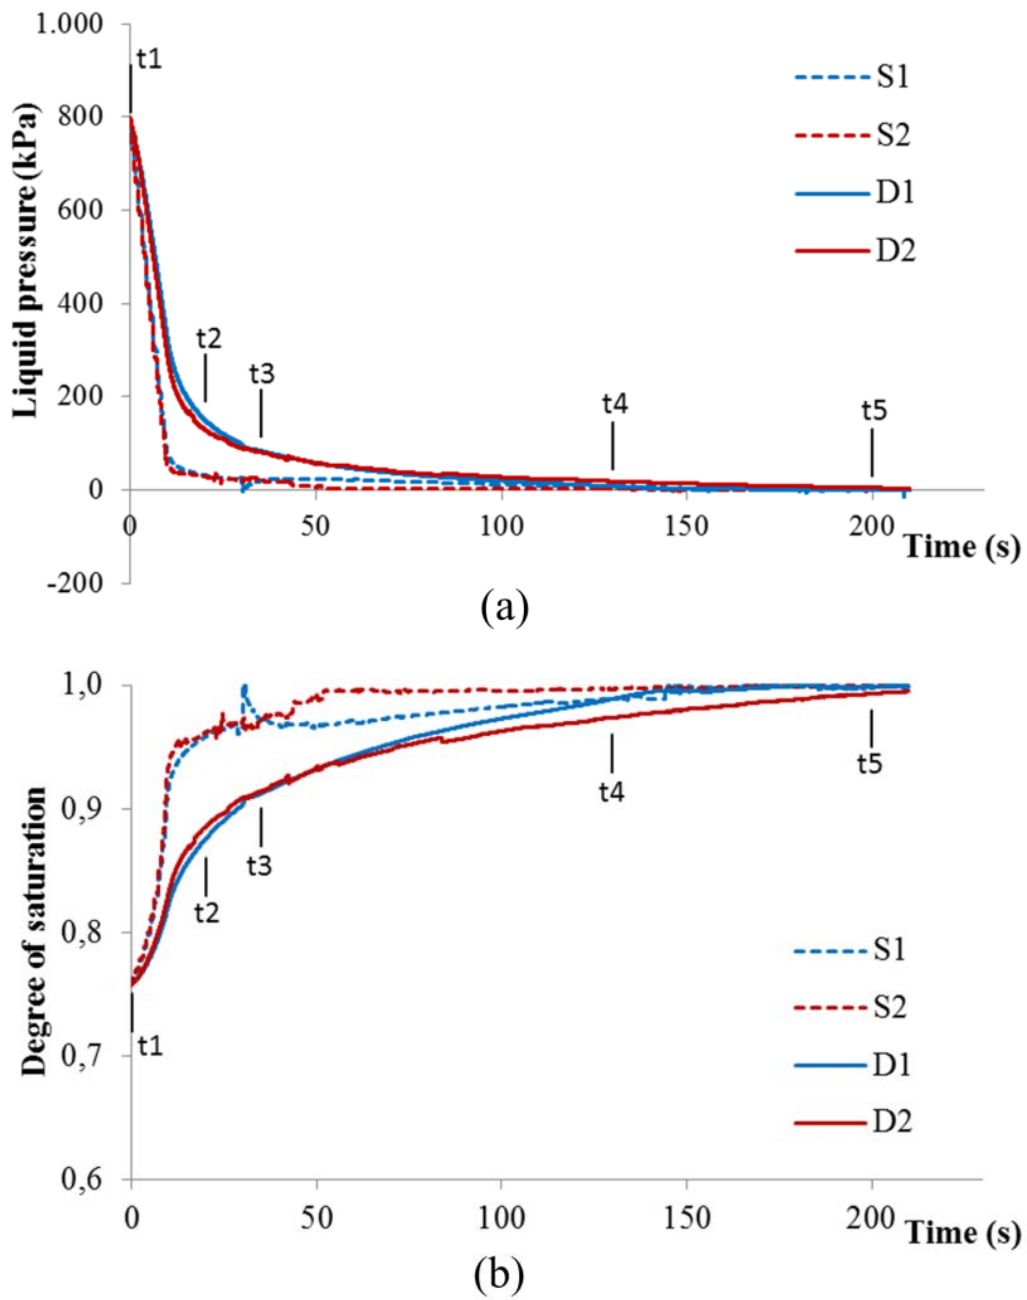 1.000
t1
S1
800
S2
600
D1
D2
400
t2
t3
200
t4
t5
0
0
50
100
150
200
Time (s)
-200
Liquid pressure(kPa)
(a)
1,0
t5
t4
0,9
t3
t2
0,8
S1
S2
t1
0,7
D1
D2
0,6
0
50
100
150
200
Time (s)
Degree of saturation
(b)